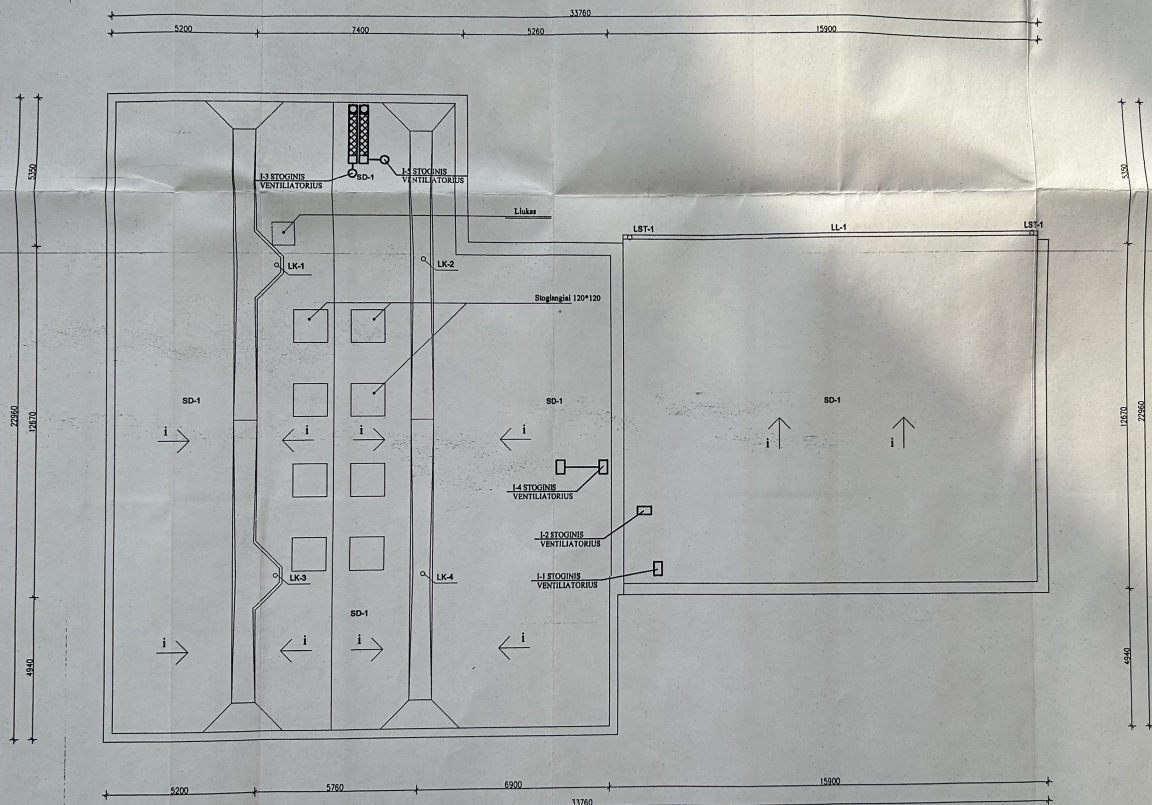 33760
5200
7400
5260
15900
5350
5350
I-3 STOGINIS
VENTILIATORIUS
SD-1
I-5 STOGINIS
VENTILIATORIUS
Liukas
LST-1
LL-1
LST-1
LK-1
LK-2
Stoglangiai 120*120
SD-1
SD-1
SD-1
22960
12670
12670
22960
i
i
i
i
i
i
I-4 STOGINIS
VENTILIATORIUS
I-2 STOGINIS
VENTILIATORIUS
LK-3
LK-4
I-1 STOGINIS
VENTILIATORIUS
SD-1
i
i
i
i
4940
4940
5200
5760
6900
15900
33760